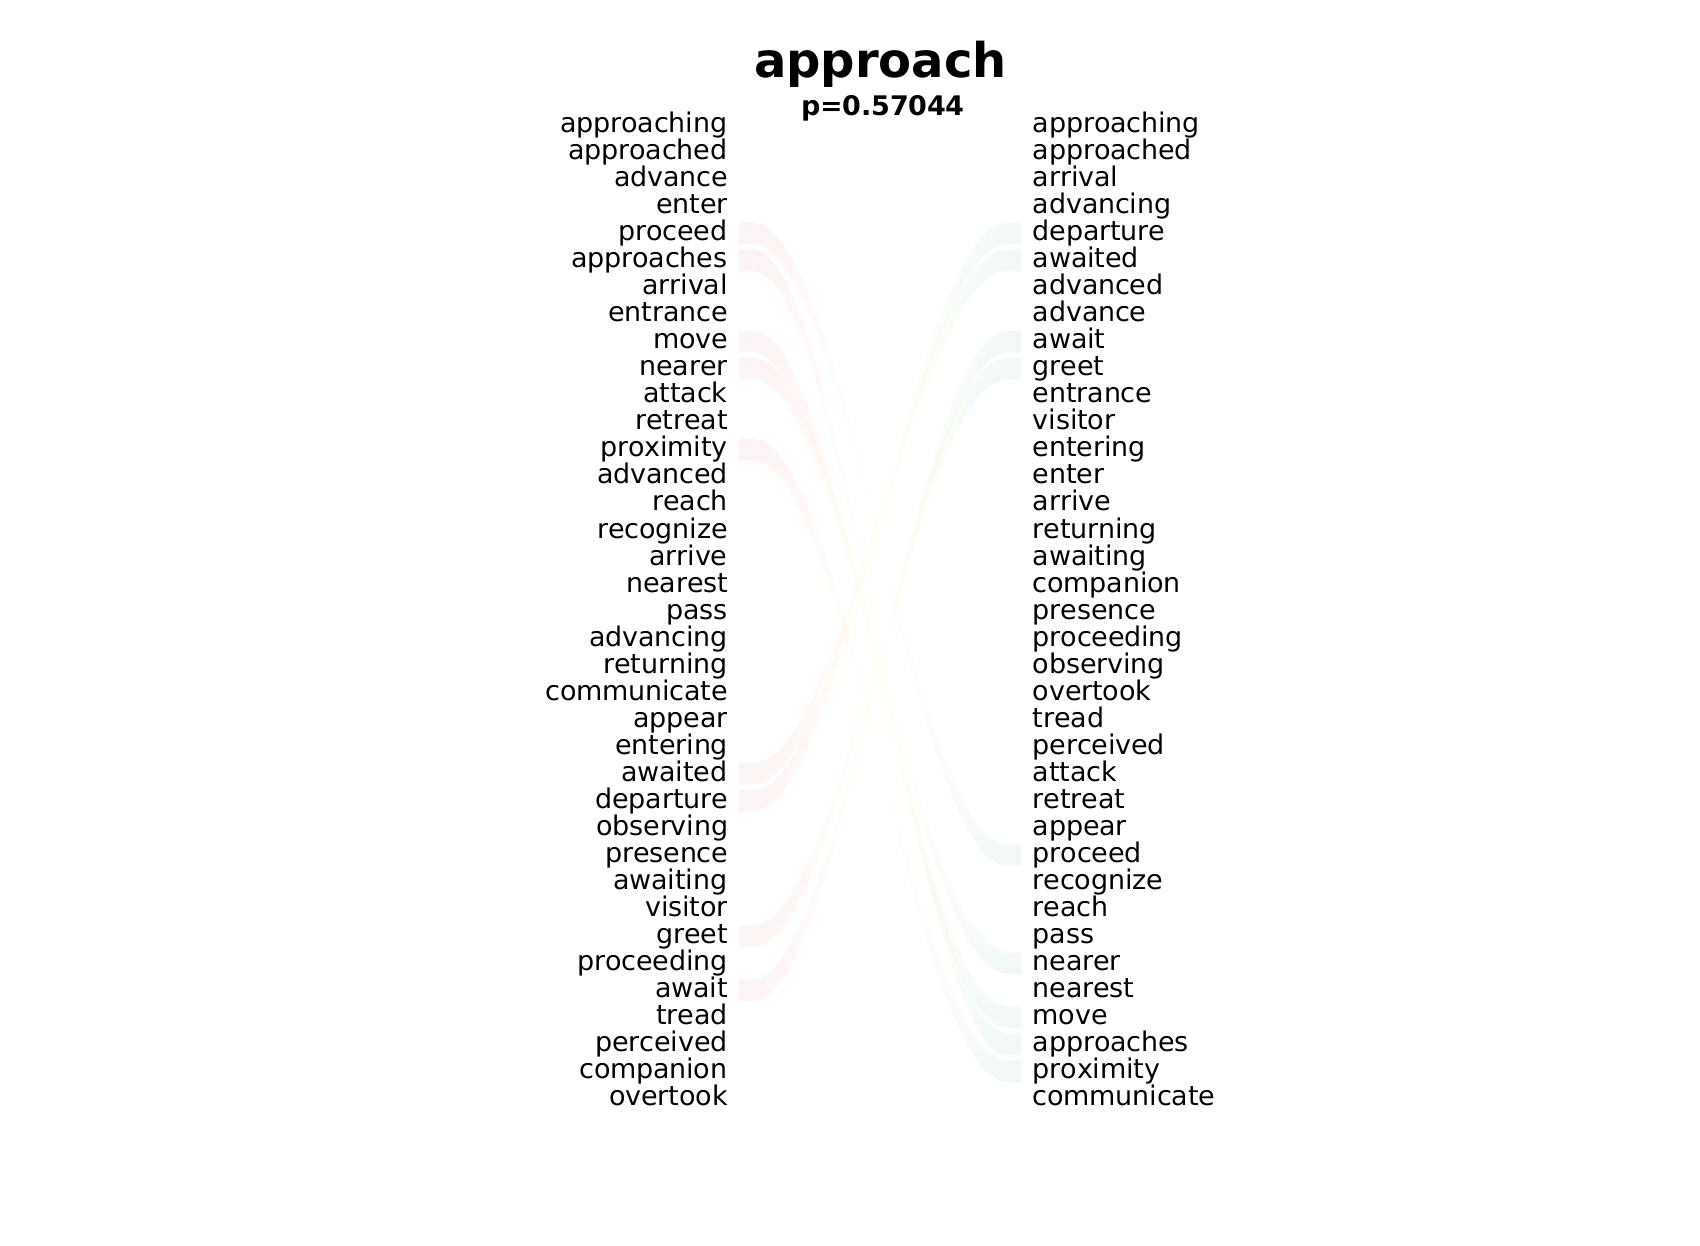 approach
p=0.57044
approaching approaching
approached approached
advance arrival
enter advancing
proceed departure
approaches awaited
arrival advanced
entrance advance
move await
nearer greet
attack entrance
retreat visitor
proximity entering
advanced enter
reach arrive
recognize returning
arrive awaiting
nearest companion
pass presence
advancing proceeding
returning observing
communicate overtook
appear tread
entering perceived
awaited attack
departure retreat
observing appear
presence proceed
awaiting recognize
visitor reach
greet pass
proceeding nearer
await nearest
tread move
perceived approaches
companion proximity
overtook communicate